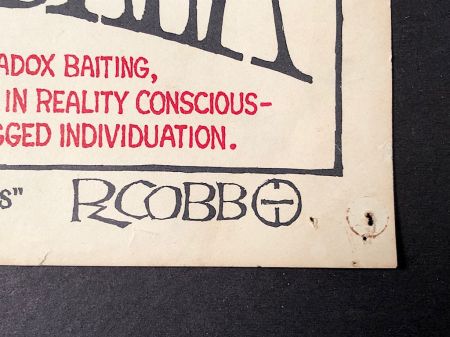 ADOX BAITING,
IN REALITY CONSCIOUS-
GGED INDIVIDUATION.
s"
RCOBB